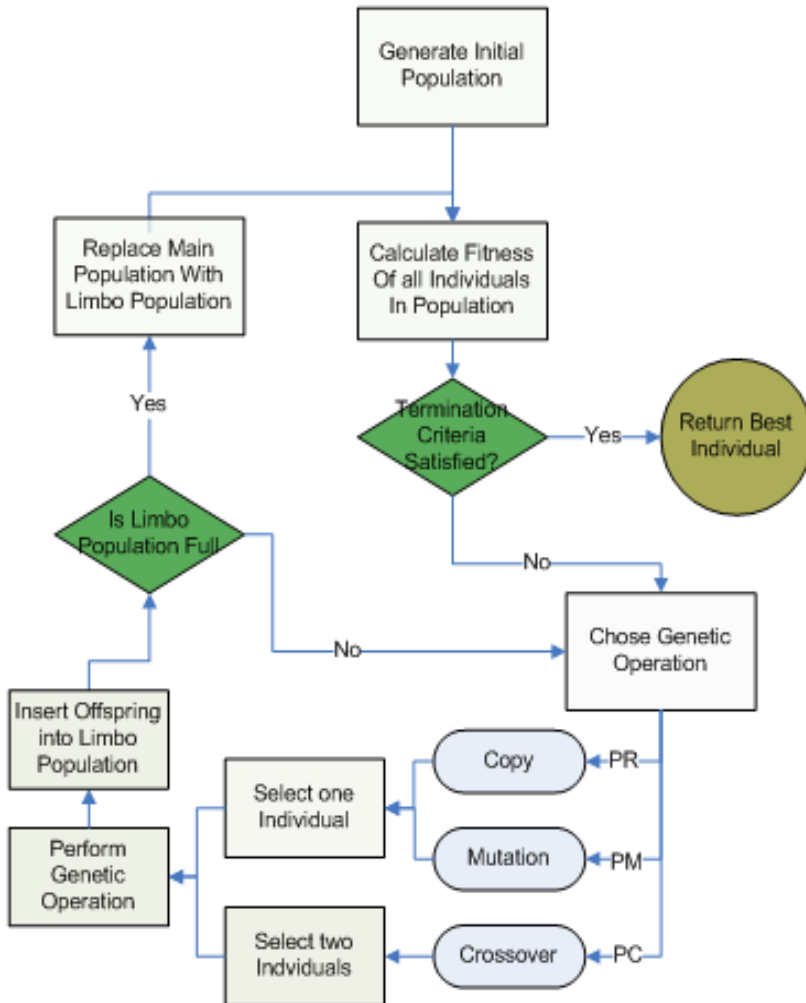 Generate Initial
Population
Replace Main
Population With
Limbo Population
Calculate Fitness
Of all Individuals
In Population
Yes
Termination
Criteria
Satisfied?
Yes
Return Best
Individual
Is Limbo
Population Full
No
No
Chose Genetic
Operation
Insert Offspring
into Limbo
Population
Copy
PR
Select one
Individual
Mutation
PM
Perform
Genetic
Operation
Select two
Indviduals
Crossover
PC